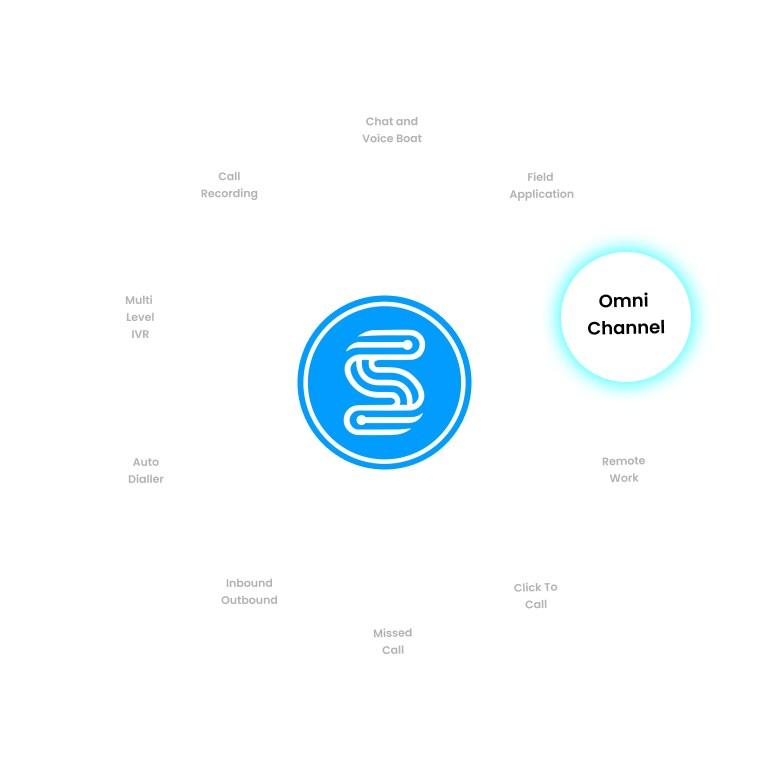 Chat and
Voice Boat
Call
Recording
Field
Application
Omni
Channel
Multi
Level
IVR
Remote
Work
Auto
Dialler
Inbound
Outbound
Click To
Call
Missed
Call